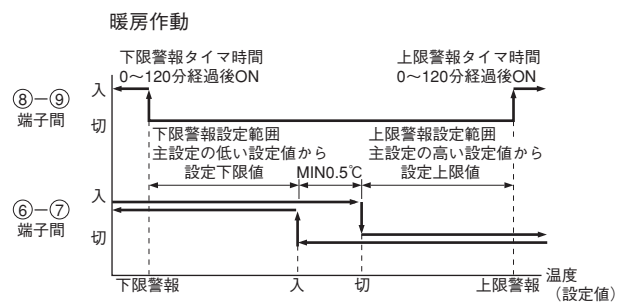 暖房作動
下限警報タイマ時間
0～120分経過後ON
上限警報タイマ時間
0～120分経過後ON
⑧−⑨
端子間
入
切
下限警報設定範囲
主設定の低い設定値から
設定下限値
MIN0.5℃
上限警報設定範囲
主設定の高い設定値から
設定上限値
⑥−⑦
端子間
入
切
下限警報
入
切
上限警報
温度
（設定値）